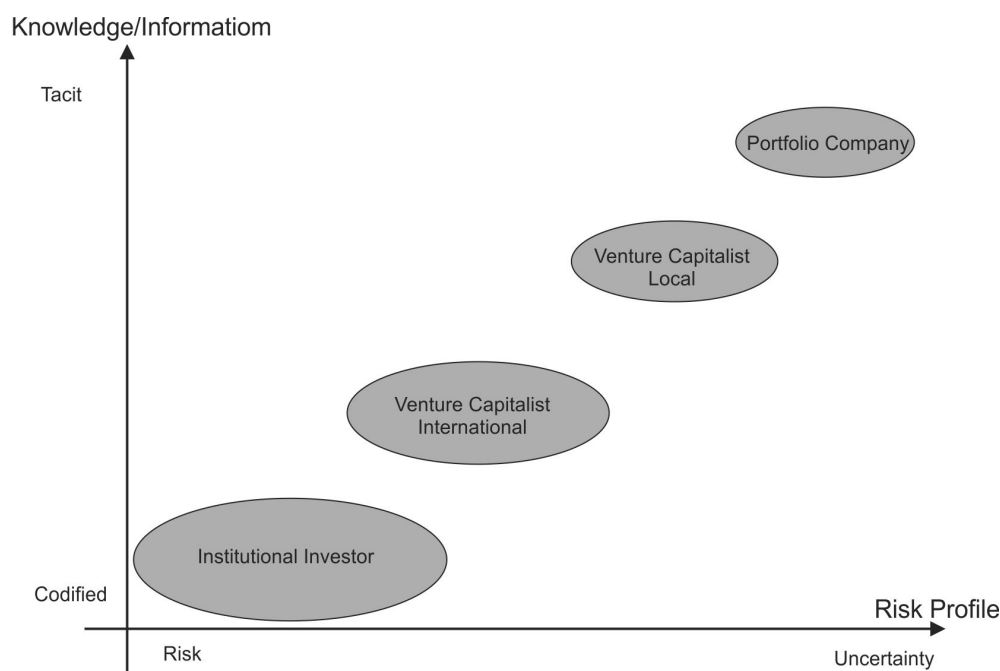 Knowledge/Informatiom
Tacit
Portfolio Company
Venture Capitalist
Local
Venture Capitalist
International
Institutional Investor
Codified
Risk Profile
Risk
Uncertainty